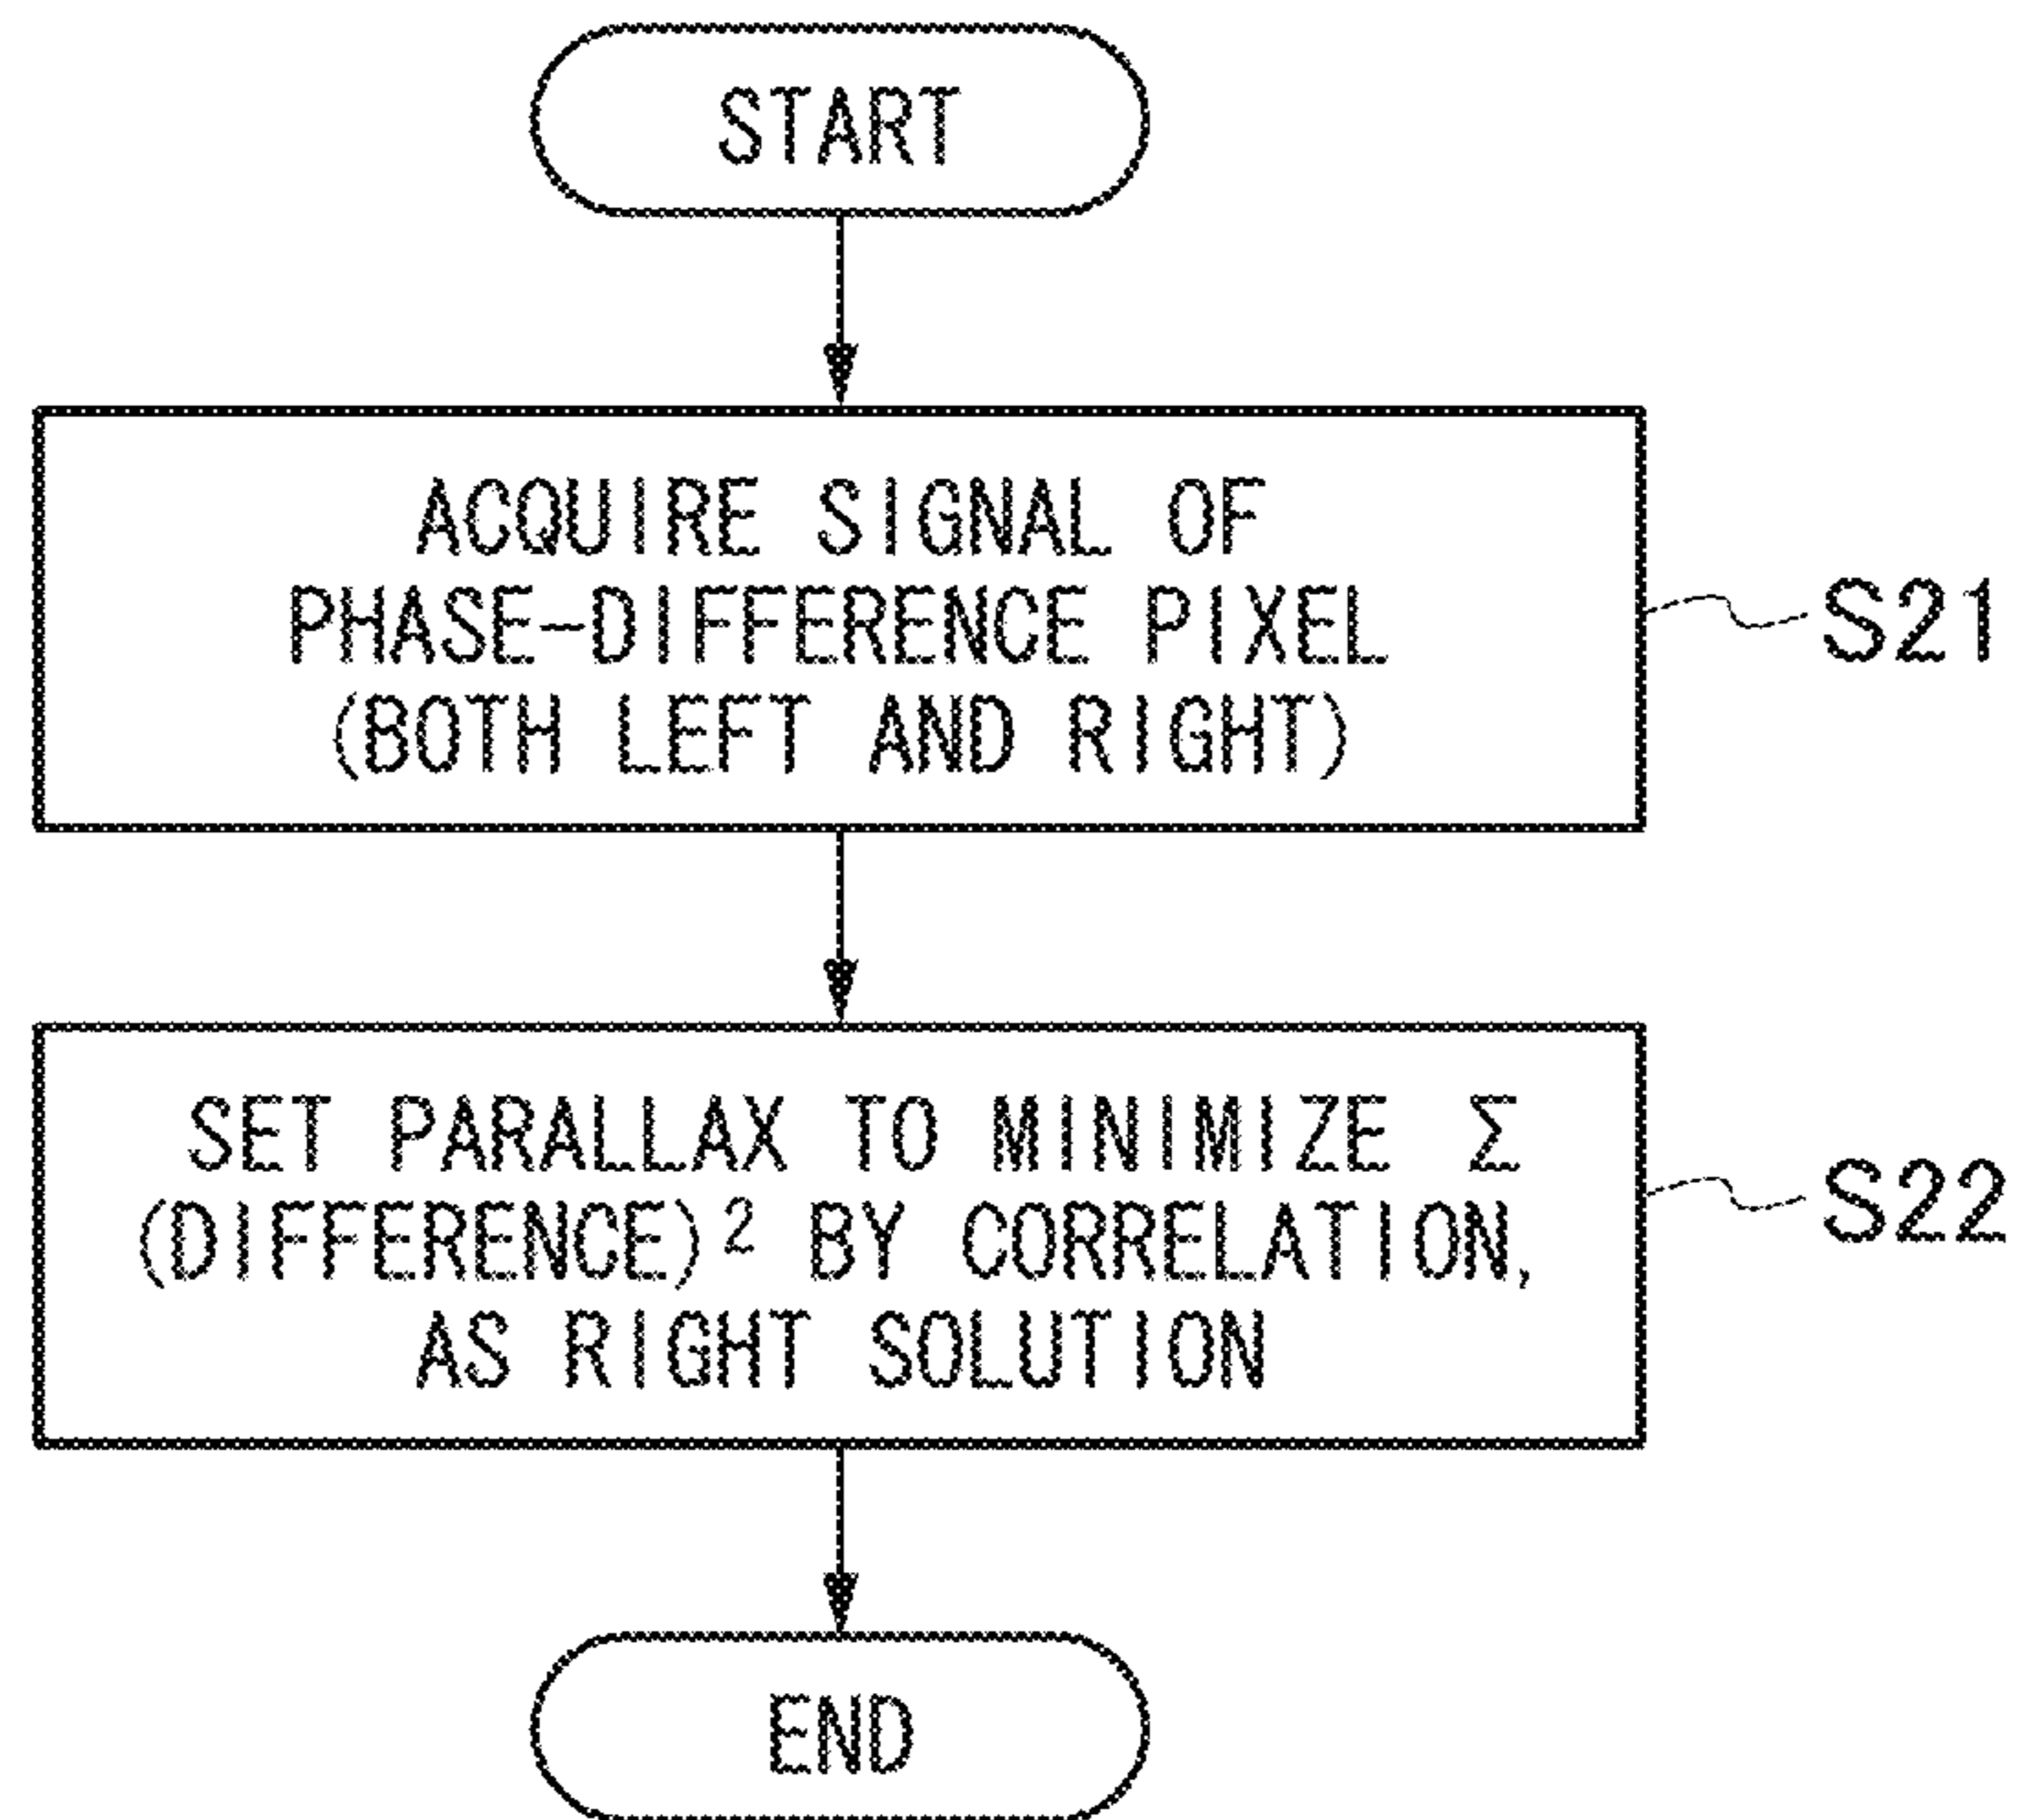 START
ACQUIRE SIGNAL OF
PHASE-DIFFERENCE PIXEL
(BOTH LEFT AND RIGHT)
S21
SET PARALLAX TO MINIMIZE Σ
(DIFFERENCE)² BY CORRELATION,
AS RIGHT SOLUTION
S22
END